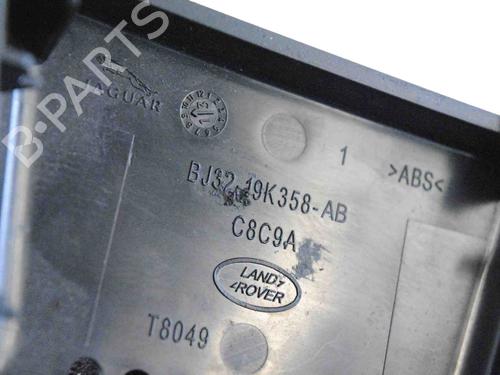 B-PARTS
JAGUAR
1 >ABS<
BJ32-19K358-AB
C8C9A
LAND
ROVER
T8049